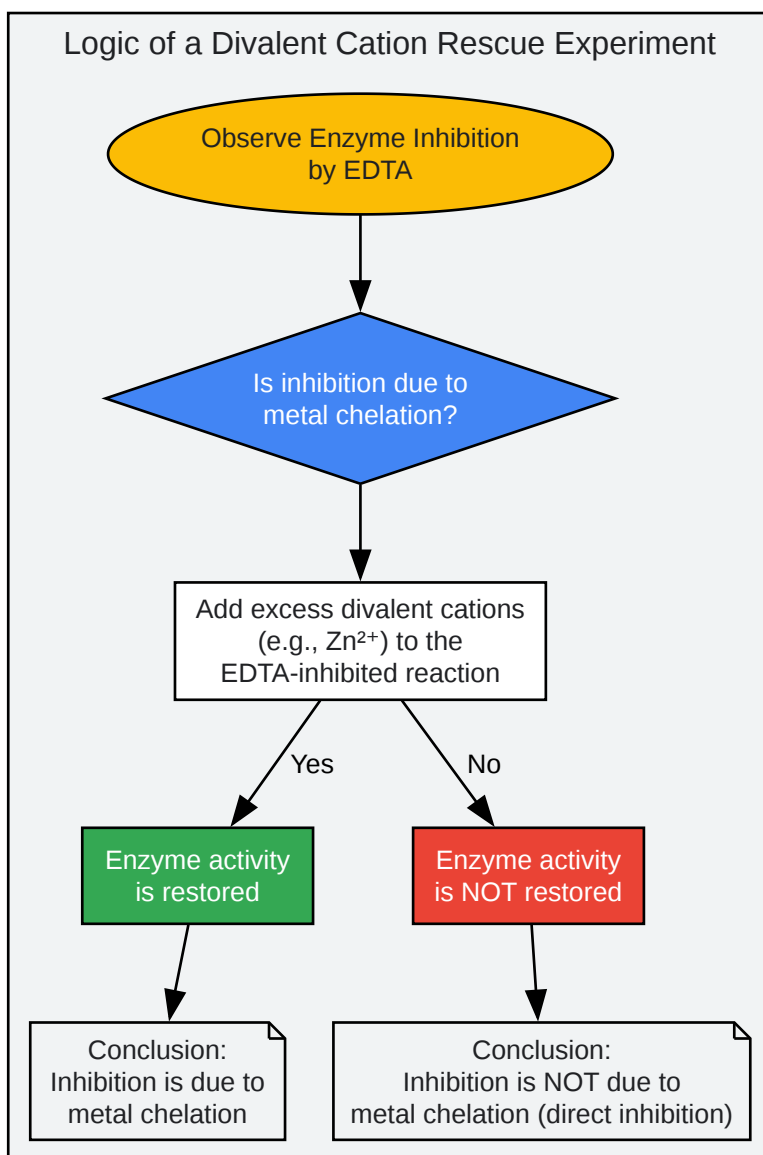 Logic of a Divalent Cation Rescue Experiment
Observe Enzyme Inhibition
by EDTA
Is inhibition due to
metal chelation?
Add excess divalent cations
(e.g., Zn²⁺) to the
EDTA-inhibited reaction
Yes
No
Enzyme activity
is restored
Enzyme activity
is NOT restored
Conclusion:
Inhibition is due to
metal chelation
Conclusion:
Inhibition is NOT due to
metal chelation (direct inhibition)